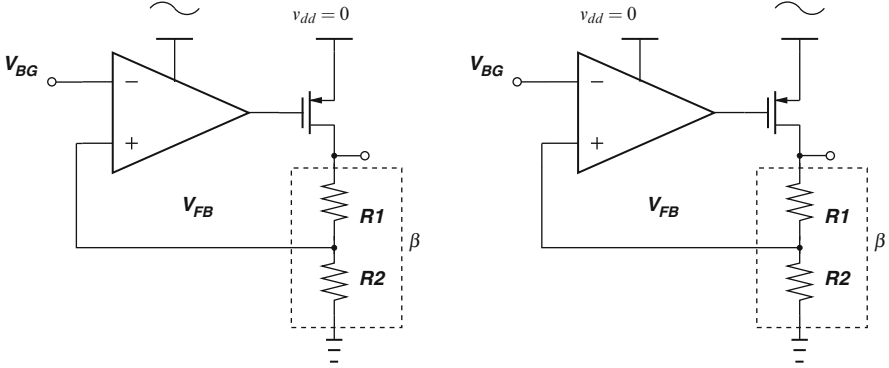 v_dd = 0
V_BG
−
+
V_FB
R1
β
R2
v_dd = 0
V_BG
−
+
V_FB
R1
β
R2